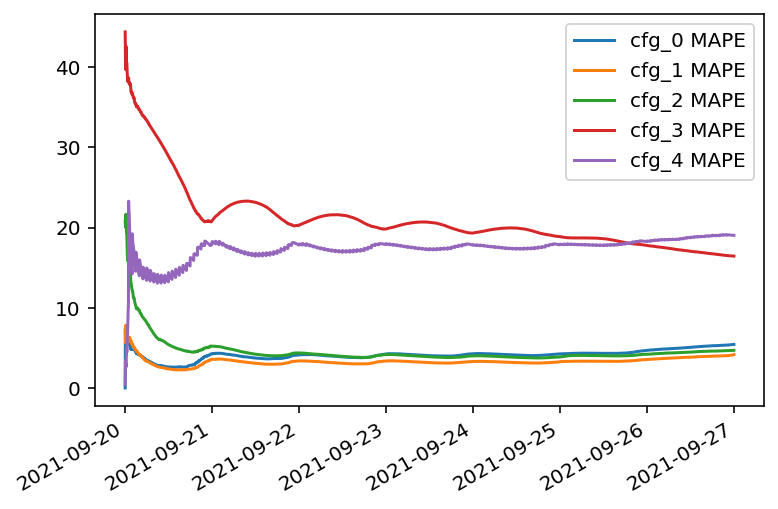 cfg_0 MAPE
cfg_1 MAPE
cfg_2 MAPE
cfg_3 MAPE
cfg_4 MAPE
40
30
20
10
0
2021-09-20
2021-09-21
2021-09-22
2021-09-23
2021-09-24
2021-09-25
2021-09-26
2021-09-27